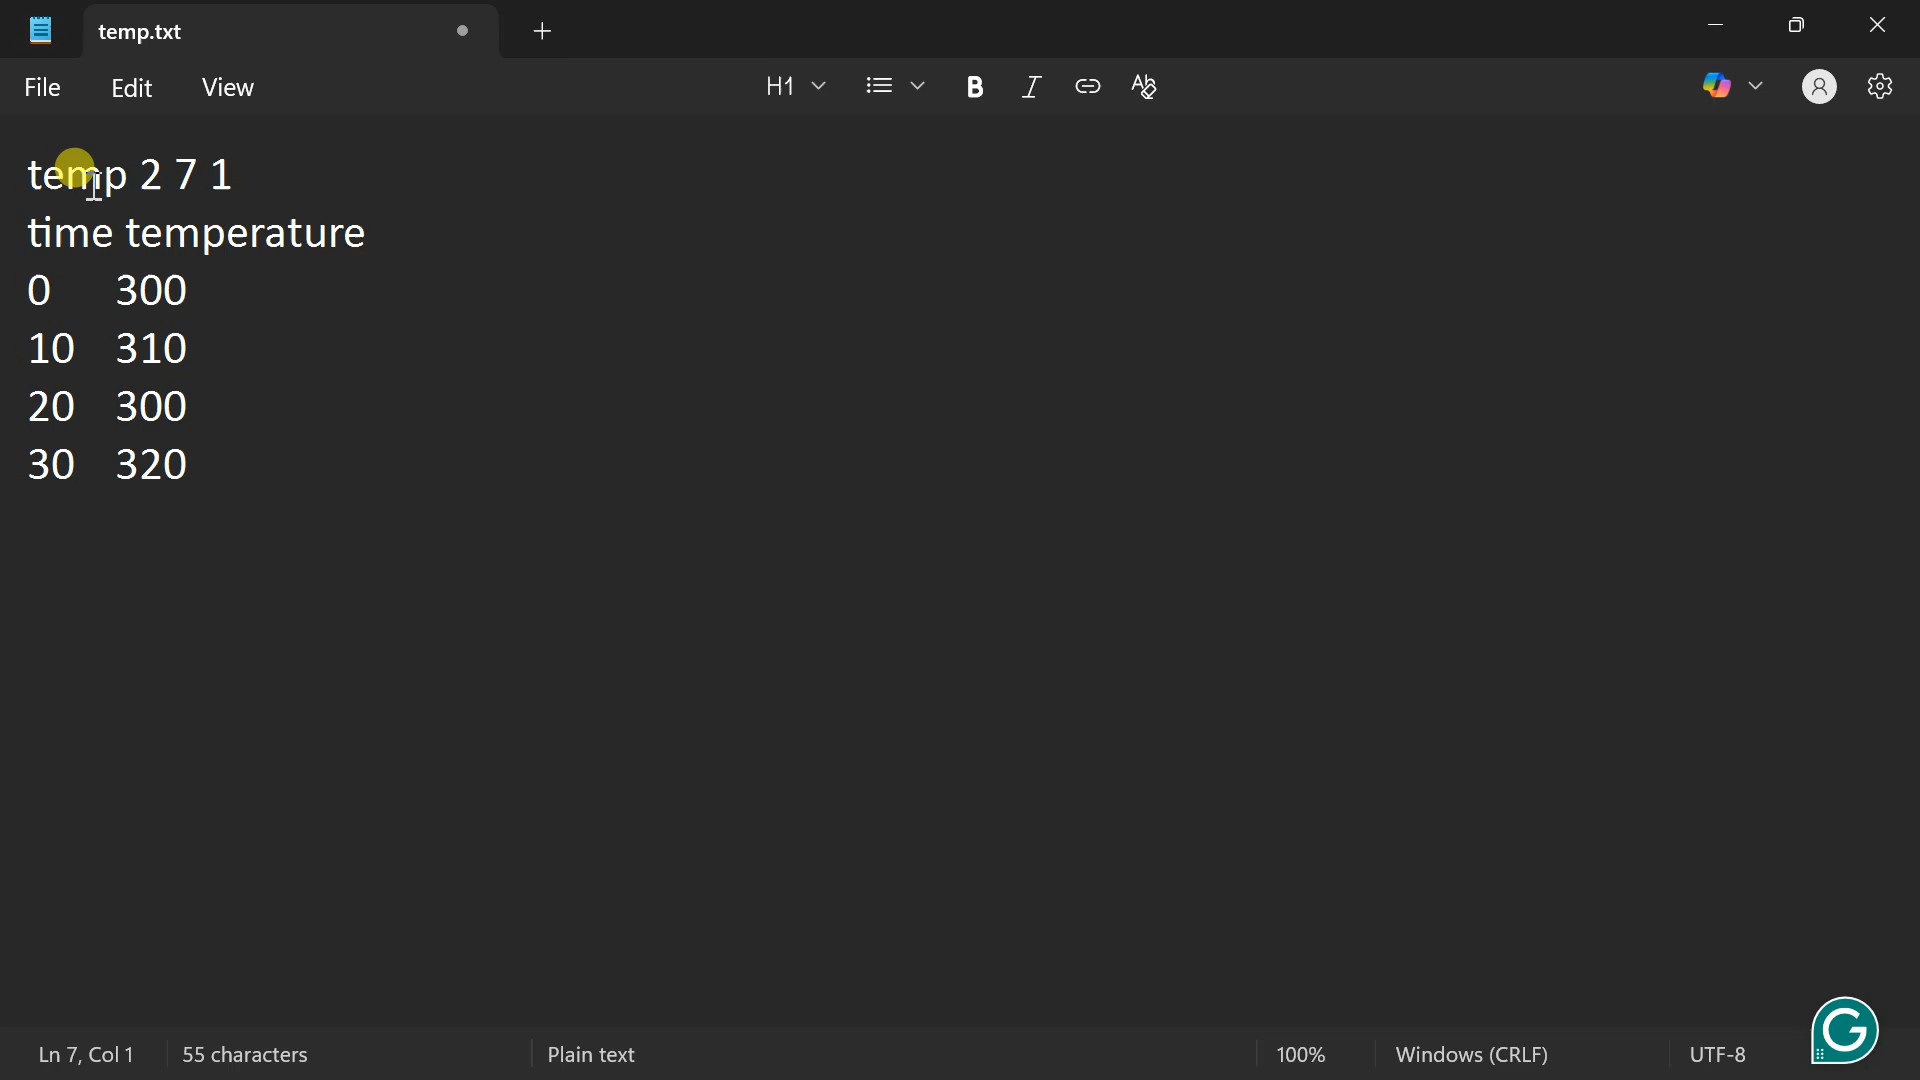 temp.txt
File Edit View H1 B I Ab
temp 2 7 1
time temperature
0 300
10 310
20 300
30 320
Ln 7, Col 1 55 characters Plain text 100% Windows (CRLF) UTF-8
G